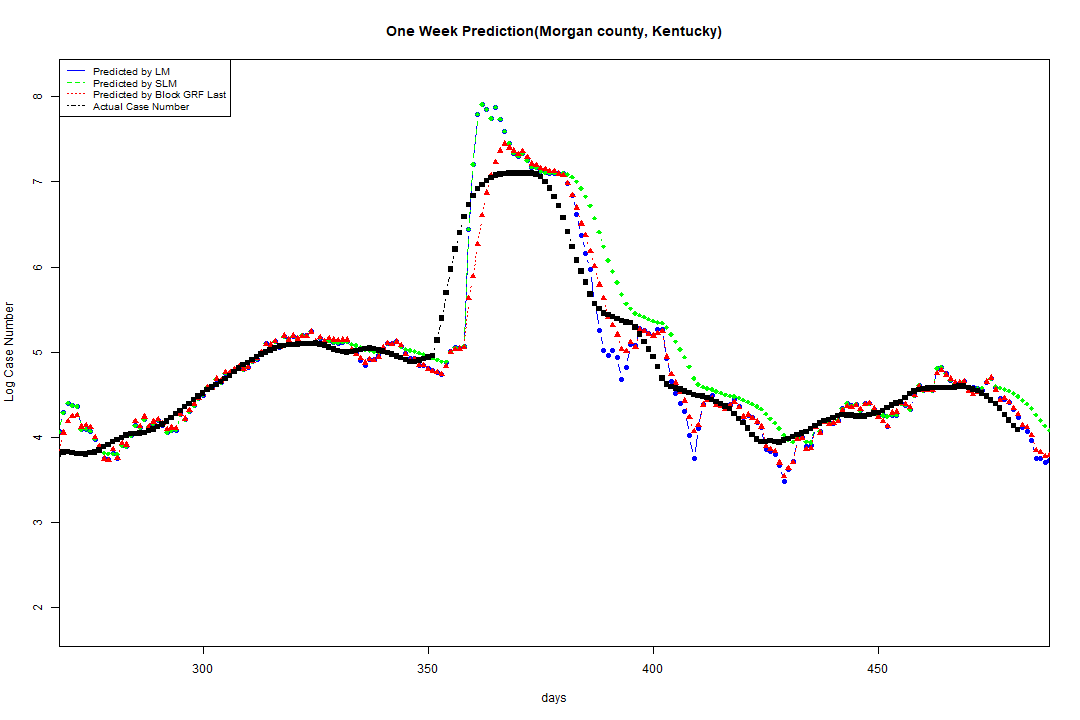 One Week Prediction(Morgan county, Kentucky)
Predicted by LM
Predicted by SLM
Predicted by Block GRF Last
Actual Case Number
8
7
6
5
4
3
2
Log Case Number
300
350
400
450
days